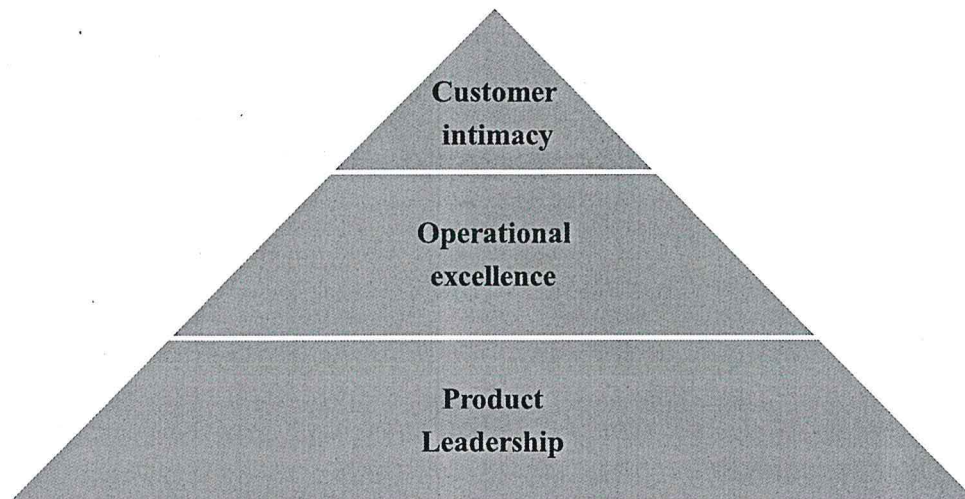 Customer
intimacy
Operational
excellence
Product
Leadership